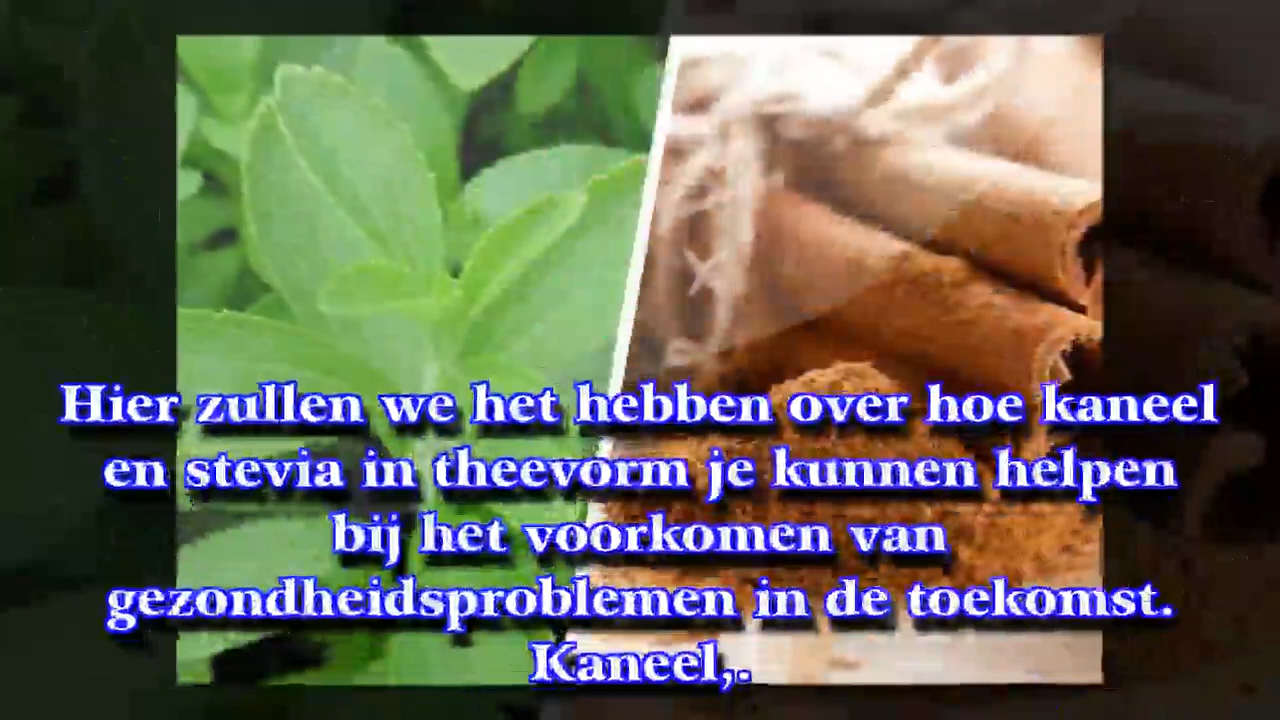 Hier zullen we het hebben over hoe kaneel
en stevia in theevorm je kunnen helpen
bij het voorkomen van
gezondheidsproblemen in de toekomst.
Kaneel,.